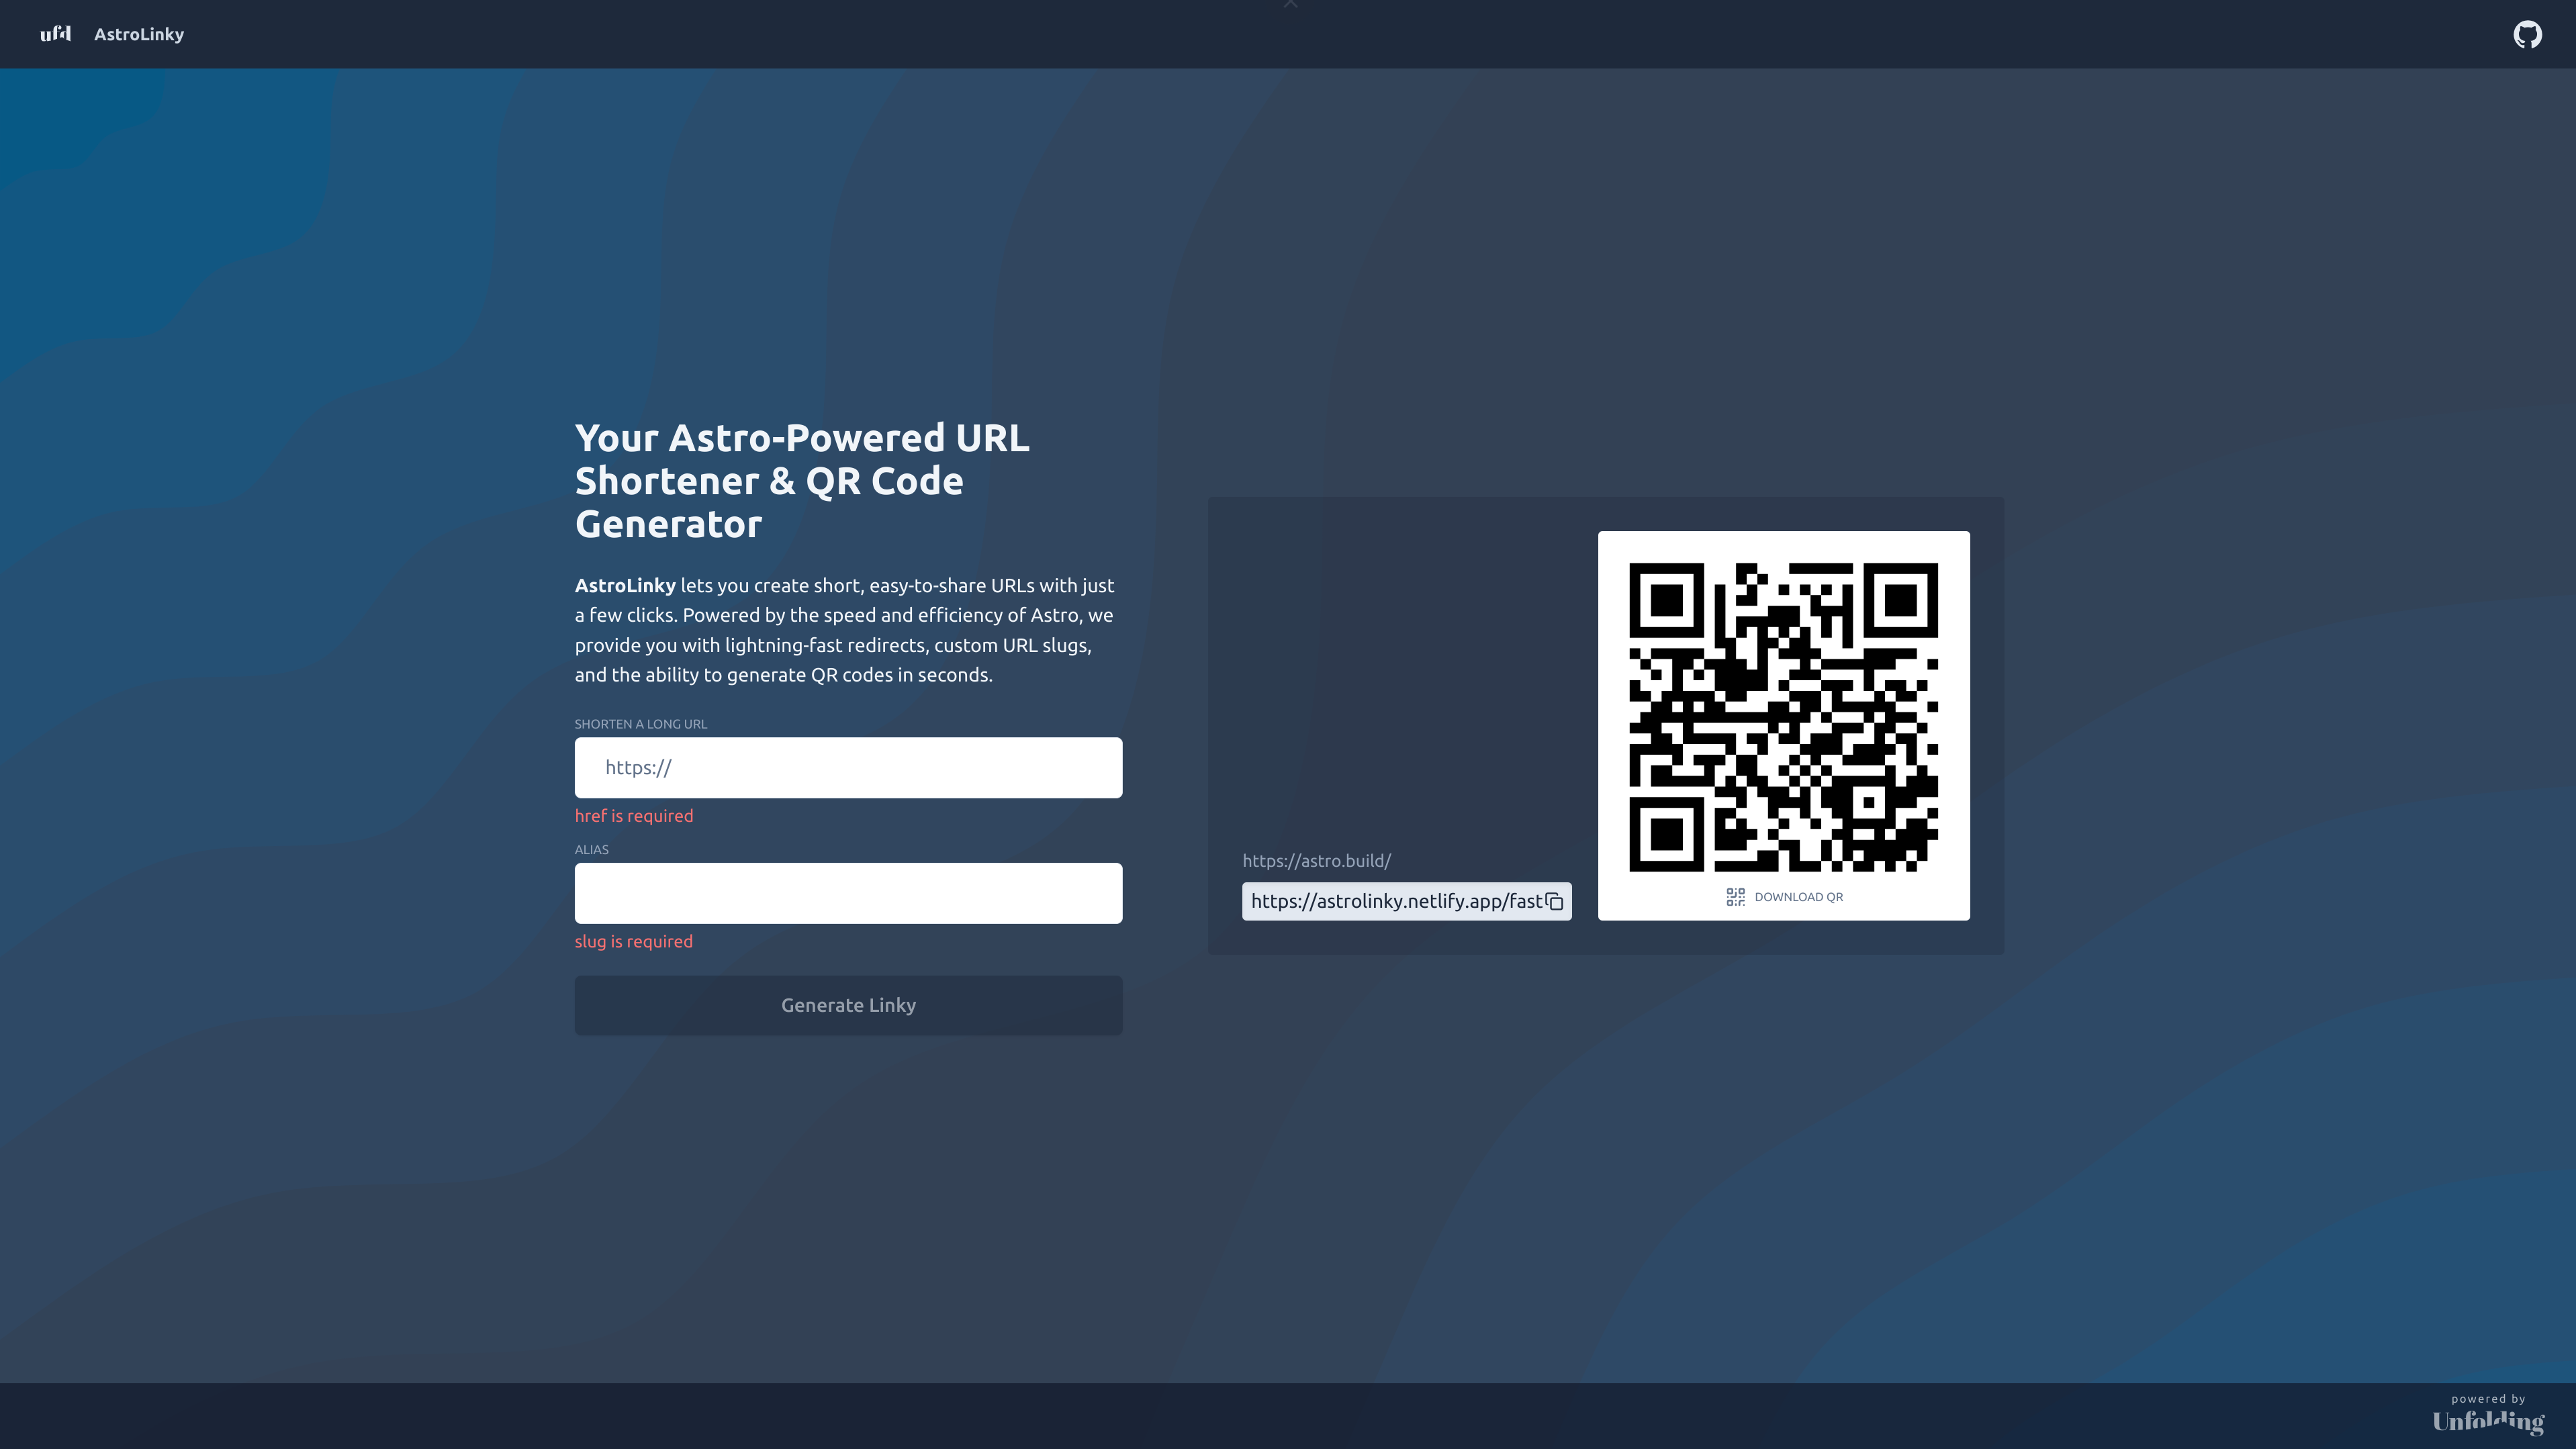 ufd AstroLinky
Your Astro-Powered URL
Shortener & QR Code
Generator
AstroLinky lets you create short, easy-to-share URLs with just
a few clicks. Powered by the speed and efficiency of Astro, we
provide you with lightning-fast redirects, custom URL slugs,
and the ability to generate QR codes in seconds.
SHORTEN A LONG URL
https://
href is required
ALIAS
slug is required
Generate Linky
https://astro.build/
https://astrolinky.netlify.app/fast
DOWNLOAD QR
powered by
Unfolding